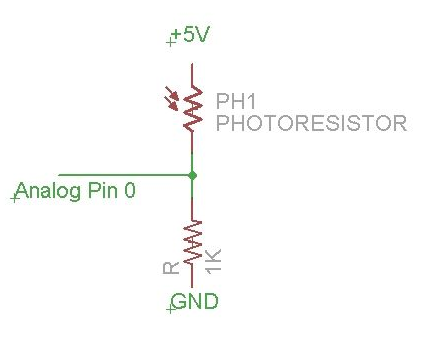 +5V
PH1
PHOTORESISTOR
Analog Pin 0
R
1K
GND